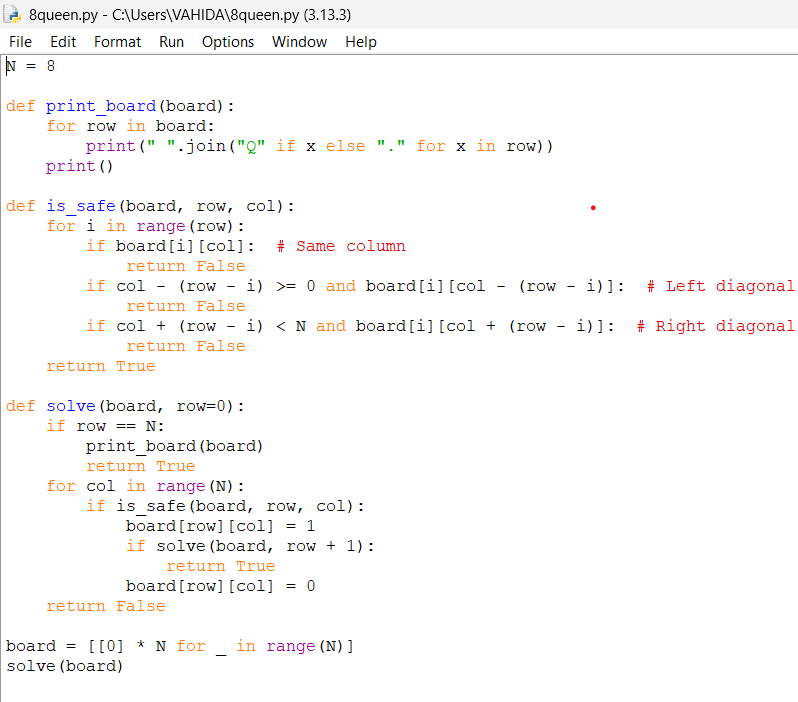 8queen.py - C:\Users\VAHIDA\8queen.py (3.13.3)
File Edit Format Run Options Window Help
N = 8

def print_board(board):
    for row in board:
        print(" ".join("Q" if x else "." for x in row))
    print()

def is_safe(board, row, col):
    for i in range(row):
        if board[i][col]:  # Same column
            return False
        if col - (row - i) >= 0 and board[i][col - (row - i)]:  # Left diagonal
            return False
        if col + (row - i) < N and board[i][col + (row - i)]:  # Right diagonal
            return False
    return True

def solve(board, row=0):
    if row == N:
        print_board(board)
        return True
    for col in range(N):
        if is_safe(board, row, col):
            board[row][col] = 1
            if solve(board, row + 1):
                return True
            board[row][col] = 0
    return False

board = [[0] * N for _ in range(N)]
solve(board)